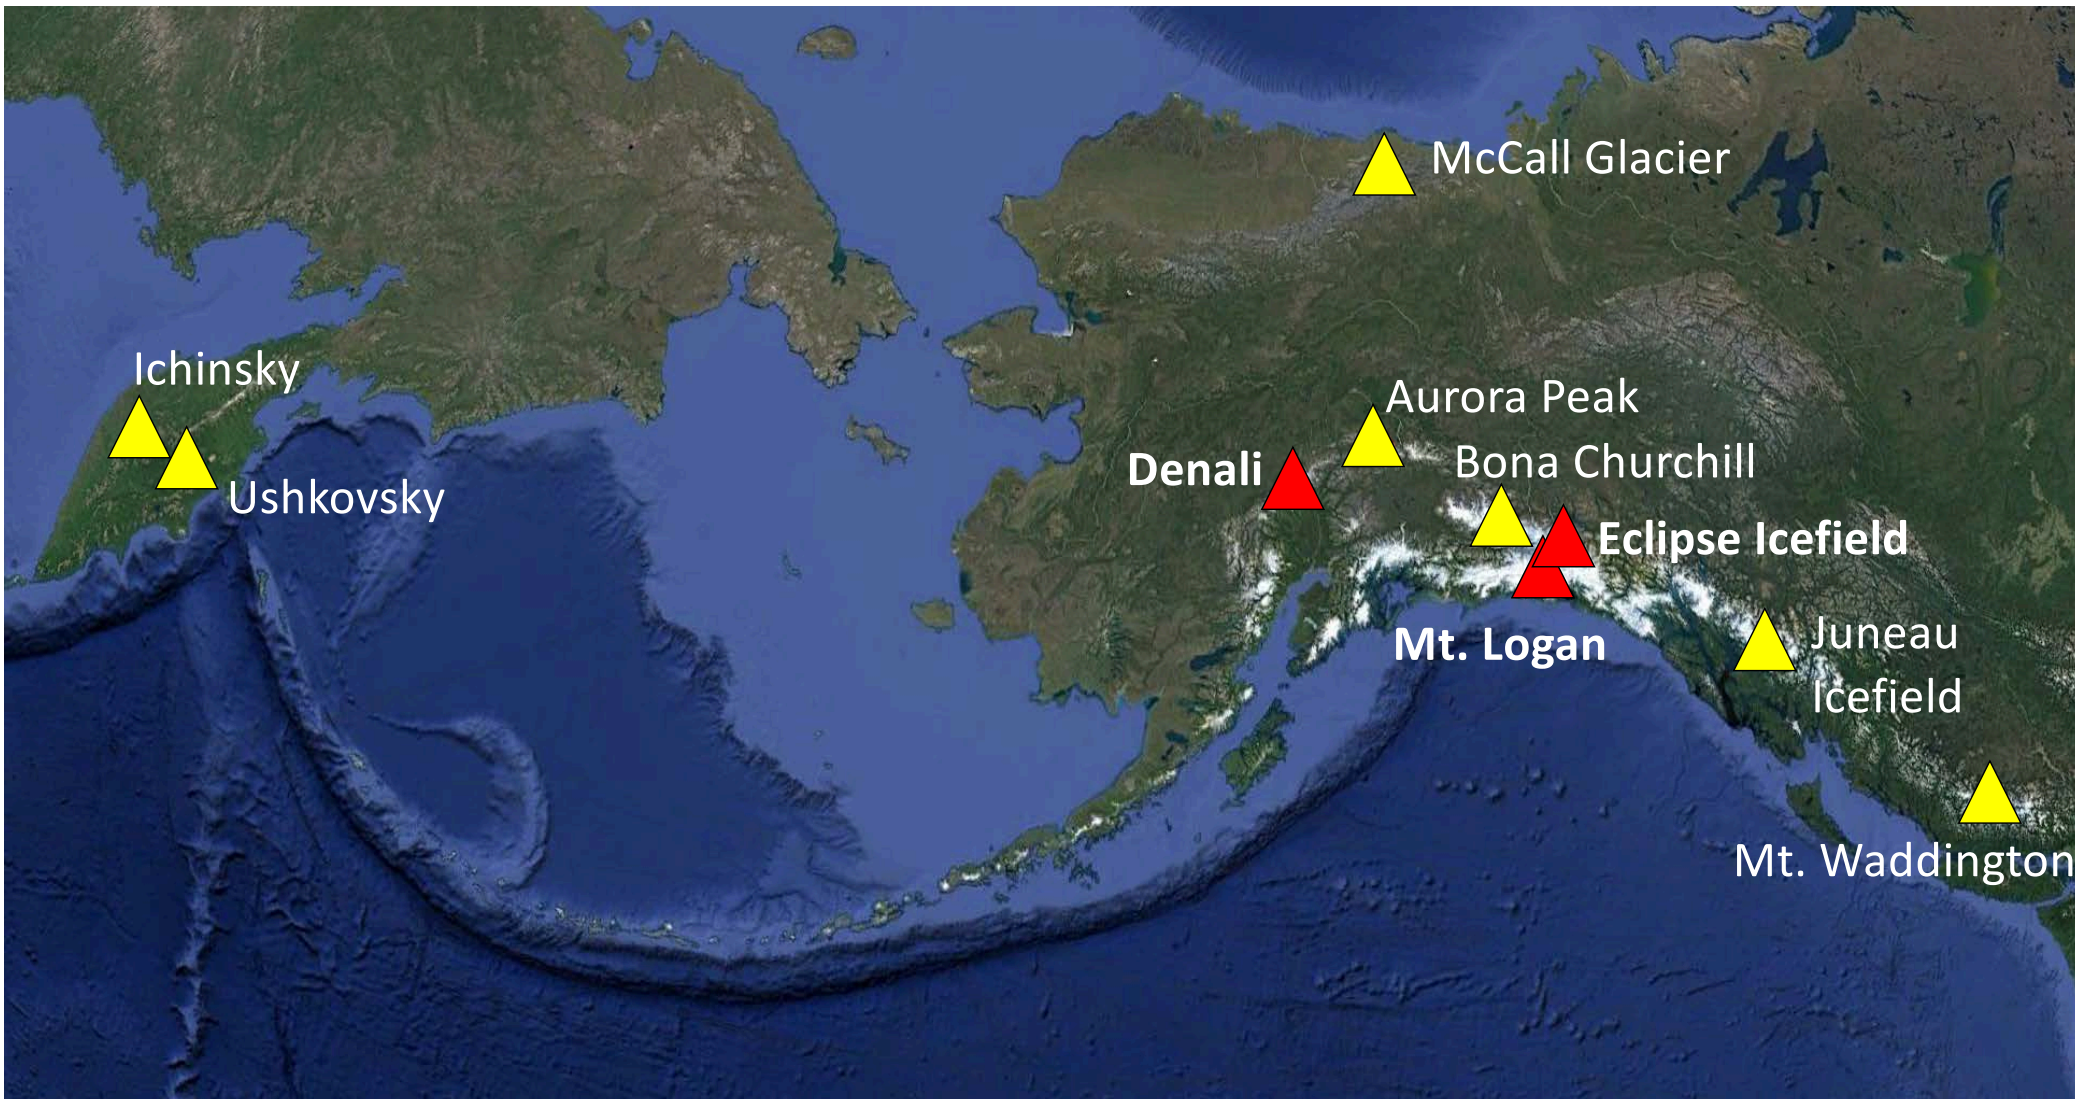 McCall Glacier
Ichinsky
Ushkovsky
Aurora Peak
Denali
Bona Churchill
Eclipse Icefield
Mt. Logan
Juneau
Icefield
Mt. Waddington